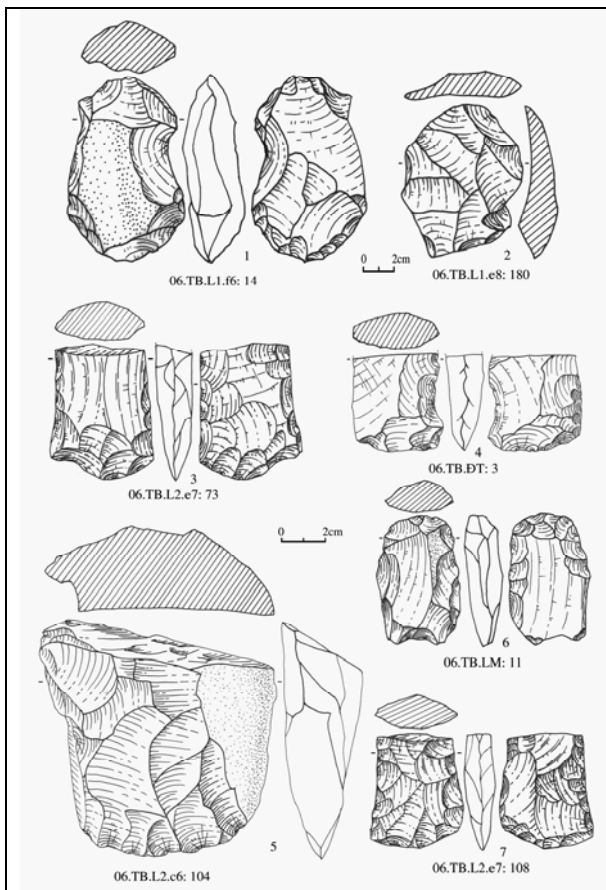 1
06.TB.L1.f6: 14
0 2cm
2
06.TB.L1.e8: 180
3
06.TB.L2.e7: 73
4
06.TB.ĐT: 3
0 2cm
5
06.TB.L2.c6: 104
6
06.TB.LM: 11
7
06.TB.L2.e7: 108